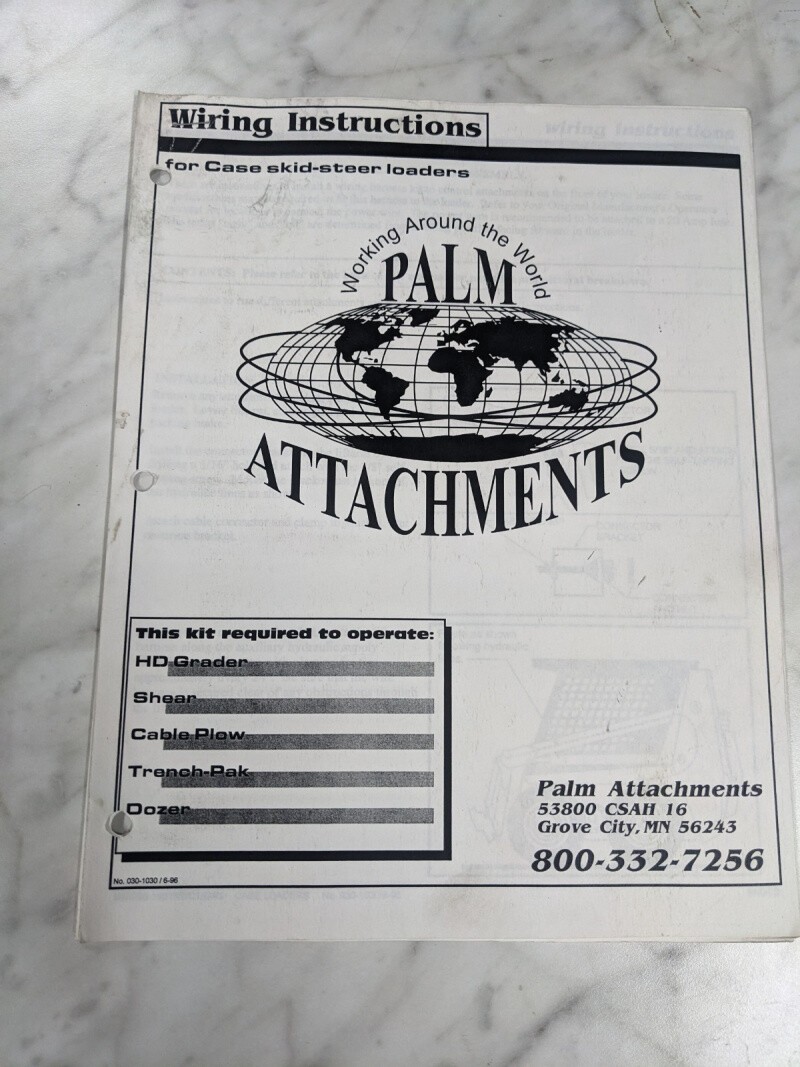 Wiring Instructions
for Case skid-steer loaders
Working Around the World
PALM
ATTACHMENTS
This kit required to operate:
HD Grader
Shear
Cable Plow
Trench-Pak
Dozer
Palm Attachments
53800 CSAH 16
Grove City, MN 56243
800-332-7256
No. 030-1030 / 6-96